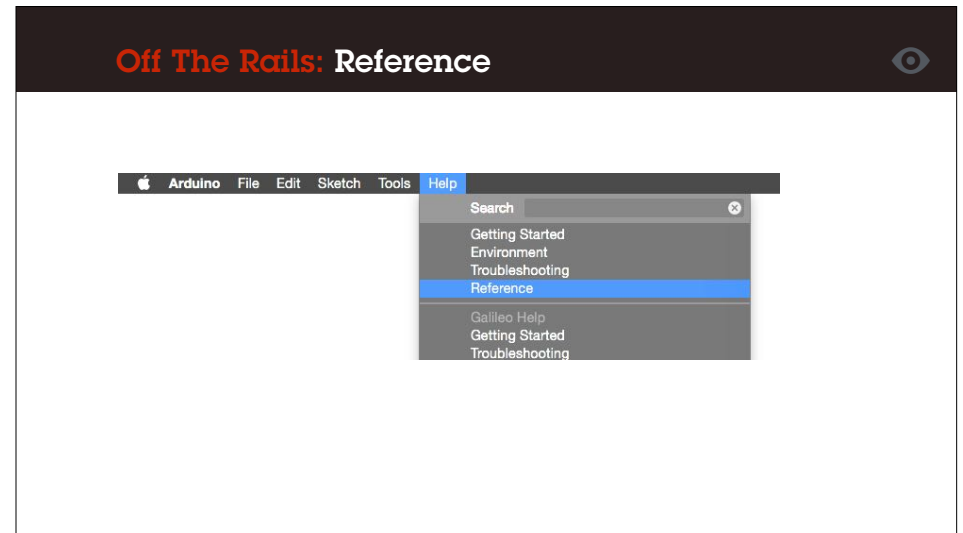 Off The Rails: Reference
Arduino File Edit Sketch Tools Help
Search
Getting Started
Environment
Troubleshooting
Reference
Galileo Help
Getting Started
Troubleshooting